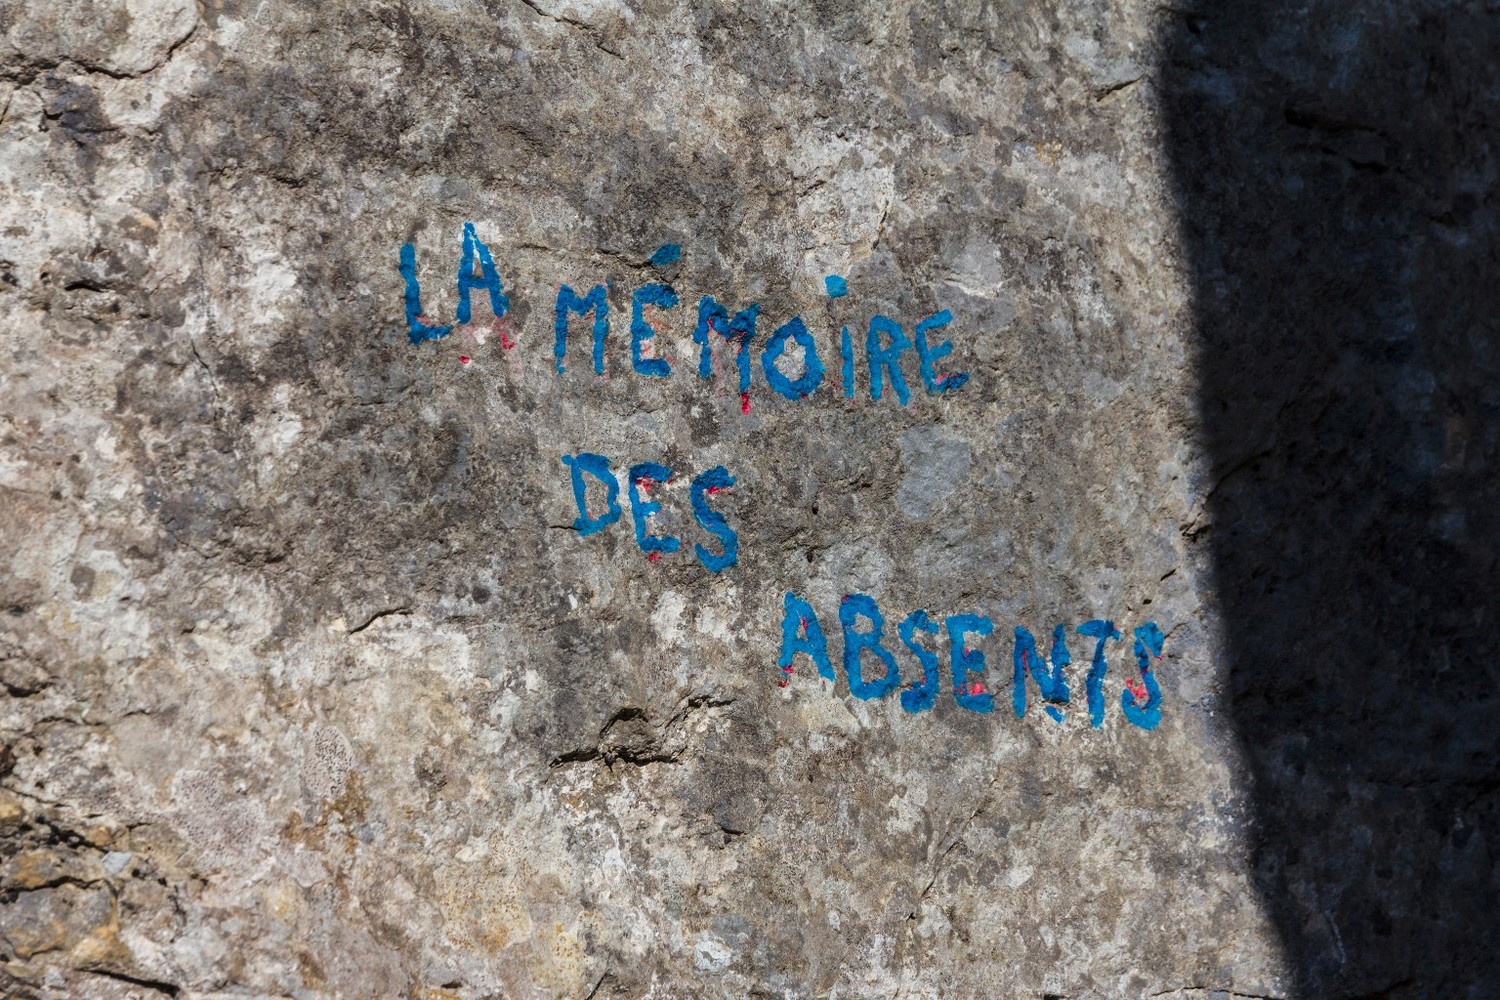 LA MÉMOIRE
DES
ABSENTS